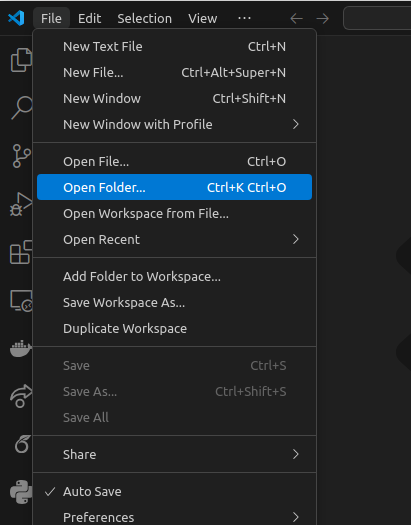 File Edit Selection View ···
New Text File Ctrl+N
New File... Ctrl+Alt+Super+N
New Window Ctrl+Shift+N
New Window with Profile
Open File... Ctrl+O
Open Folder... Ctrl+K Ctrl+O
Open Workspace from File...
Open Recent
Add Folder to Workspace...
Save Workspace As...
Duplicate Workspace
Save Ctrl+S
Save As... Ctrl+Shift+S
Save All
Share
Auto Save
Preferences